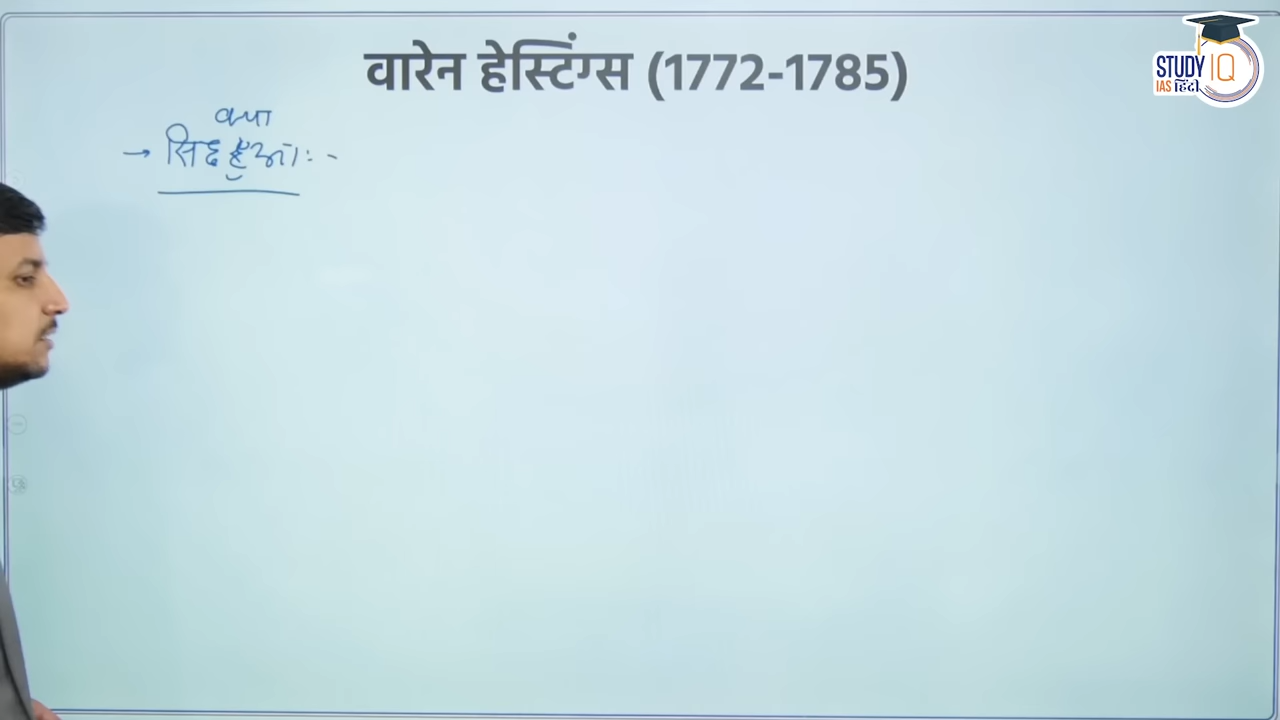 वारेन हेस्टिंग्स (1772-1785)
STUDY IQ
IAS हिंदी
क्या
→ सिद्ध हुआ :-